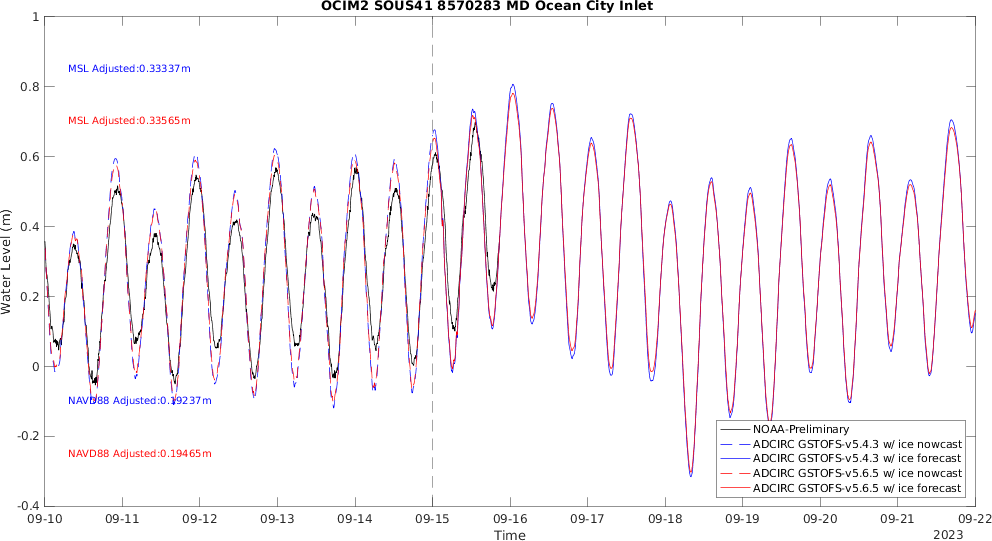 OCIM2 SOUS41 8570283 MD Ocean City Inlet
1
0.8
0.6
0.4
0.2
0
-0.2
-0.4
Water Level (m)
MSL Adjusted:0.33337m
MSL Adjusted:0.33565m
NAVD88 Adjusted:0.19237m
NAVD88 Adjusted:0.19465m
NOAA-Preliminary
ADCIRC GSTOFS-v5.4.3 w/ ice nowcast
ADCIRC GSTOFS-v5.4.3 w/ ice forecast
ADCIRC GSTOFS-v5.6.5 w/ ice nowcast
ADCIRC GSTOFS-v5.6.5 w/ ice forecast
09-10 09-11 09-12 09-13 09-14 09-15 09-16 09-17 09-18 09-19 09-20 09-21 09-22
Time
2023